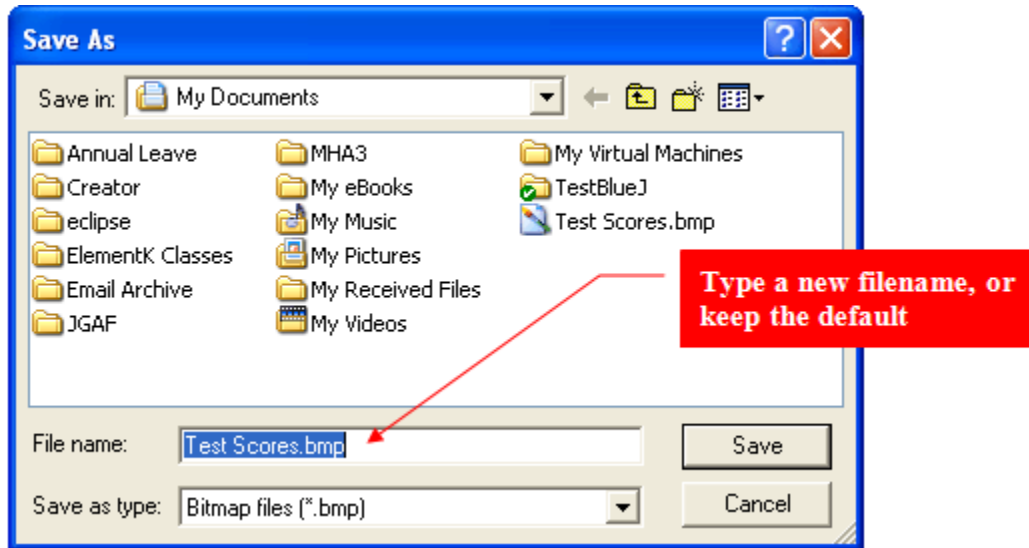 Save As
Save in: My Documents
Annual Leave MHA3 My Virtual Machines
Creator My eBooks TestBlueJ
eclipse My Music Test Scores.bmp
ElementK Classes My Pictures
Email Archive My Received Files
JGAF My Videos
Type a new filename, or
keep the default
File name: Test Scores.bmp Save
Save as type: Bitmap files (*.bmp) Cancel